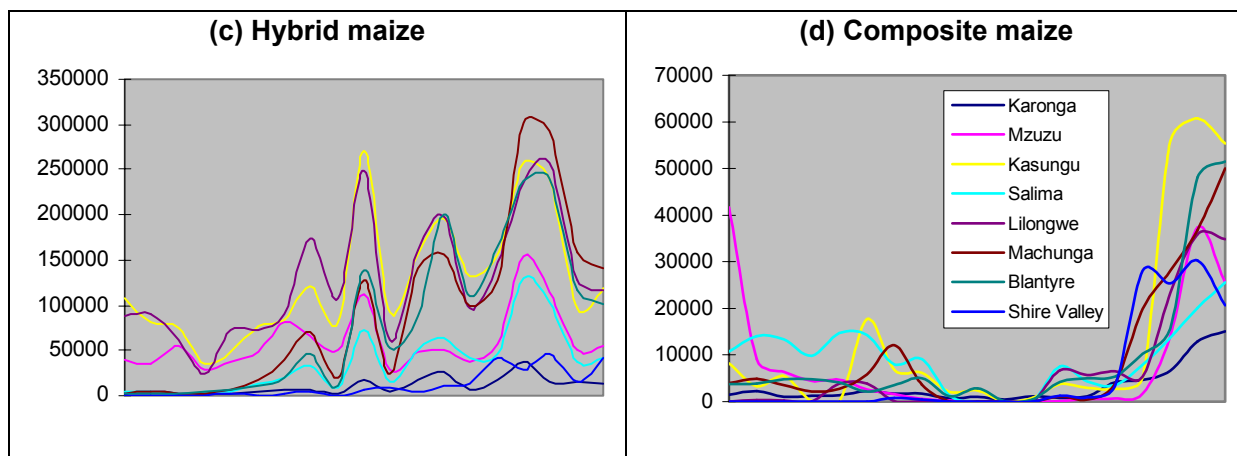 (c) Hybrid maize
350000
300000
250000
200000
150000
100000
50000
0
(d) Composite maize
70000
60000
50000
40000
30000
20000
10000
0
Karonga
Mzuzu
Kasungu
Salima
Lilongwe
Machunga
Blantyre
Shire Valley